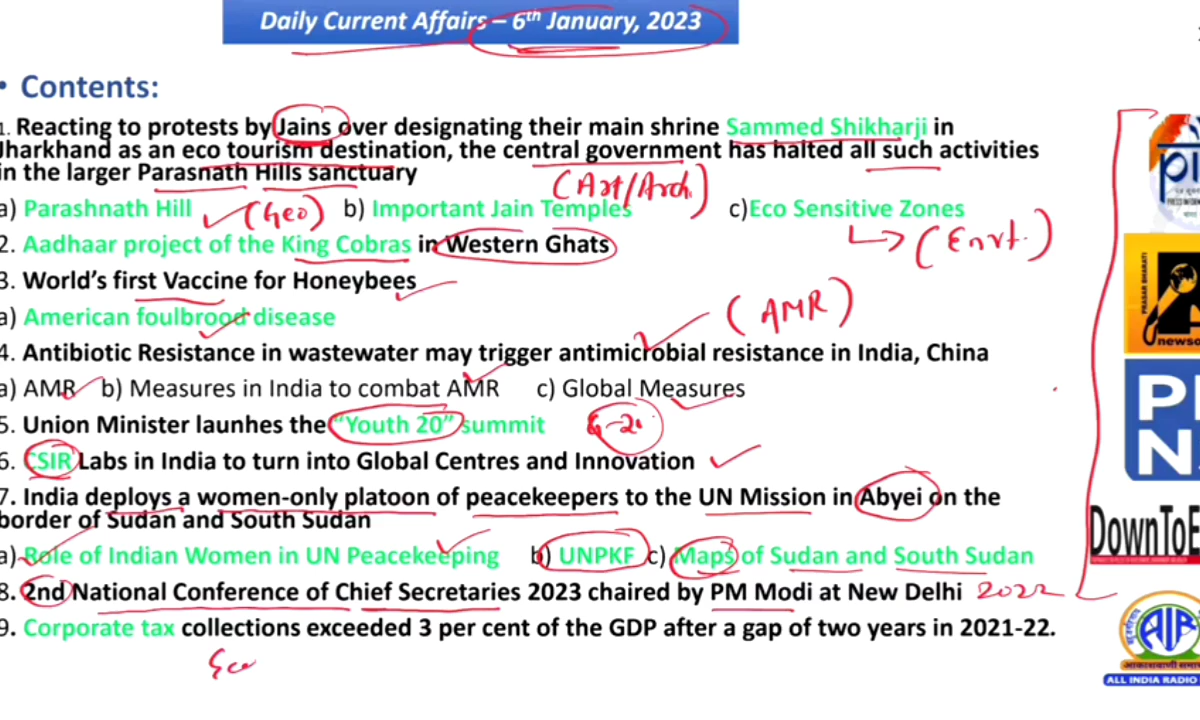 Daily Current Affairs – 6th January, 2023
• Contents:
1. Reacting to protests by Jains over designating their main shrine Sammed Shikharji in
Jharkhand as an eco tourism destination, the central government has halted all such activities
in the larger Parasnath Hills sanctuary
(Art/Arch.)
a) Parashnath Hill (Geo) b) Important Jain Temples c)Eco Sensitive Zones
(Envt.)
2. Aadhaar project of the King Cobras in Western Ghats
3. World's first Vaccine for Honeybees
a) American foulbrood disease
(AMR)
4. Antibiotic Resistance in wastewater may trigger antimicrobial resistance in India, China
a) AMR b) Measures in India to combat AMR c) Global Measures
5. Union Minister launhes the "Youth 20" summit G-20
6. CSIR Labs in India to turn into Global Centres and Innovation
7. India deploys a women-only platoon of peacekeepers to the UN Mission in Abyei on the
border of Sudan and South Sudan
a) Role of Indian Women in UN Peacekeeping b) UNPKF c) Maps of Sudan and South Sudan
8. 2nd National Conference of Chief Secretaries 2023 chaired by PM Modi at New Delhi 2022
9. Corporate tax collections exceeded 3 per cent of the GDP after a gap of two years in 2021-22.
PRASAR BHARATI
newso
P
N
DownToE
ALL INDIA RADIO